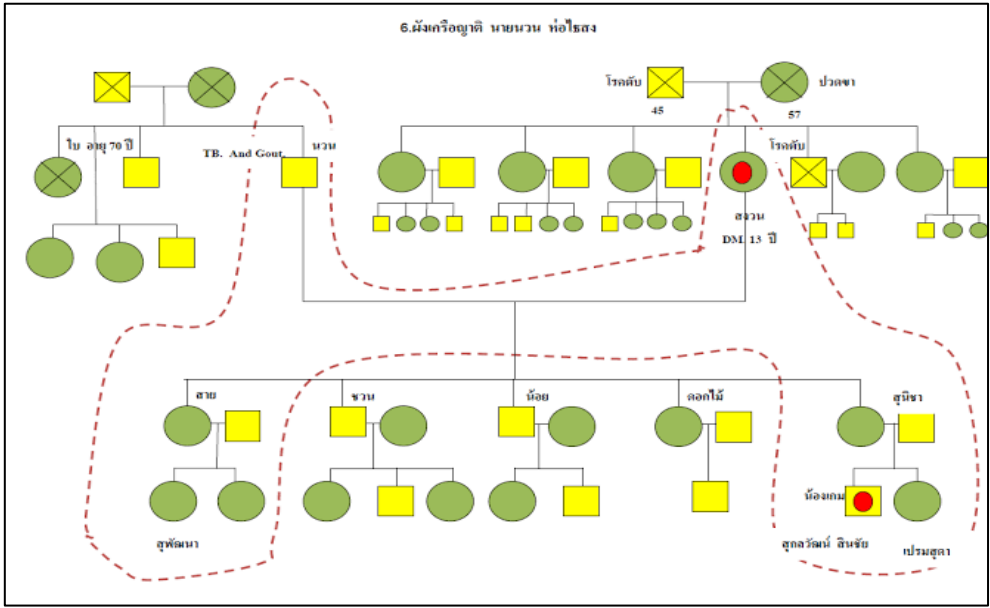 6.ผังเครือญาติ นายนวน ห่อไธสง
โรคตับ
ปวดขา
45
57
ใบ อายุ 70 ปี
TB. And Gout.
นวน
โรคตับ
สงวน
DM. 13 ปี
สาย
ชวน
น้อย
ดอกไม้
สุนิชา
น้องเกม
สุพัฒนา
สุกลวัฒน์ สินชัย
เปรมสุดา